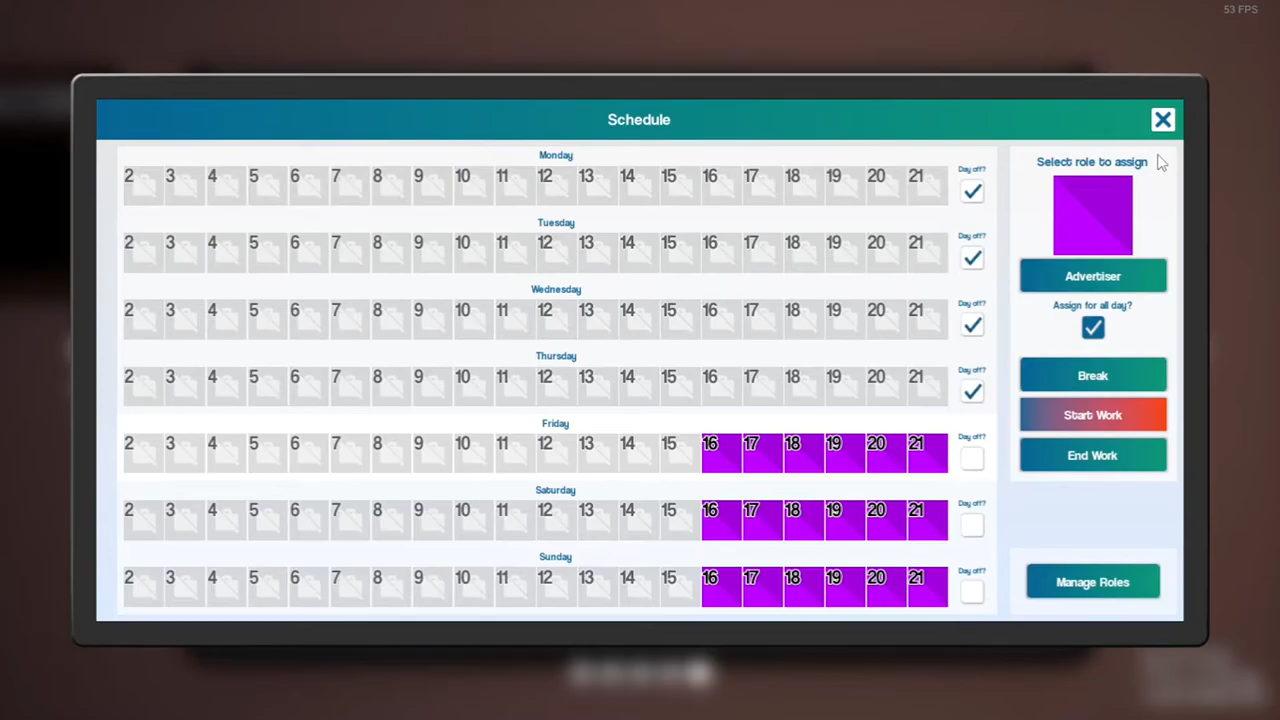 53 FPS
Schedule
Monday
2 3 4 5 6 7 8 9 10 11 12 13 14 15 16 17 18 19 20 21
Day off?
Tuesday
2 3 4 5 6 7 8 9 10 11 12 13 14 15 16 17 18 19 20 21
Day off?
Wednesday
2 3 4 5 6 7 8 9 10 11 12 13 14 15 16 17 18 19 20 21
Day off?
Thursday
2 3 4 5 6 7 8 9 10 11 12 13 14 15 16 17 18 19 20 21
Day off?
Friday
2 3 4 5 6 7 8 9 10 11 12 13 14 15 16 17 18 19 20 21
Day off?
Saturday
2 3 4 5 6 7 8 9 10 11 12 13 14 15 16 17 18 19 20 21
Day off?
Sunday
2 3 4 5 6 7 8 9 10 11 12 13 14 15 16 17 18 19 20 21
Day off?
Select role to assign
Advertiser
Assign for all day?
Break
Start Work
End Work
Manage Roles